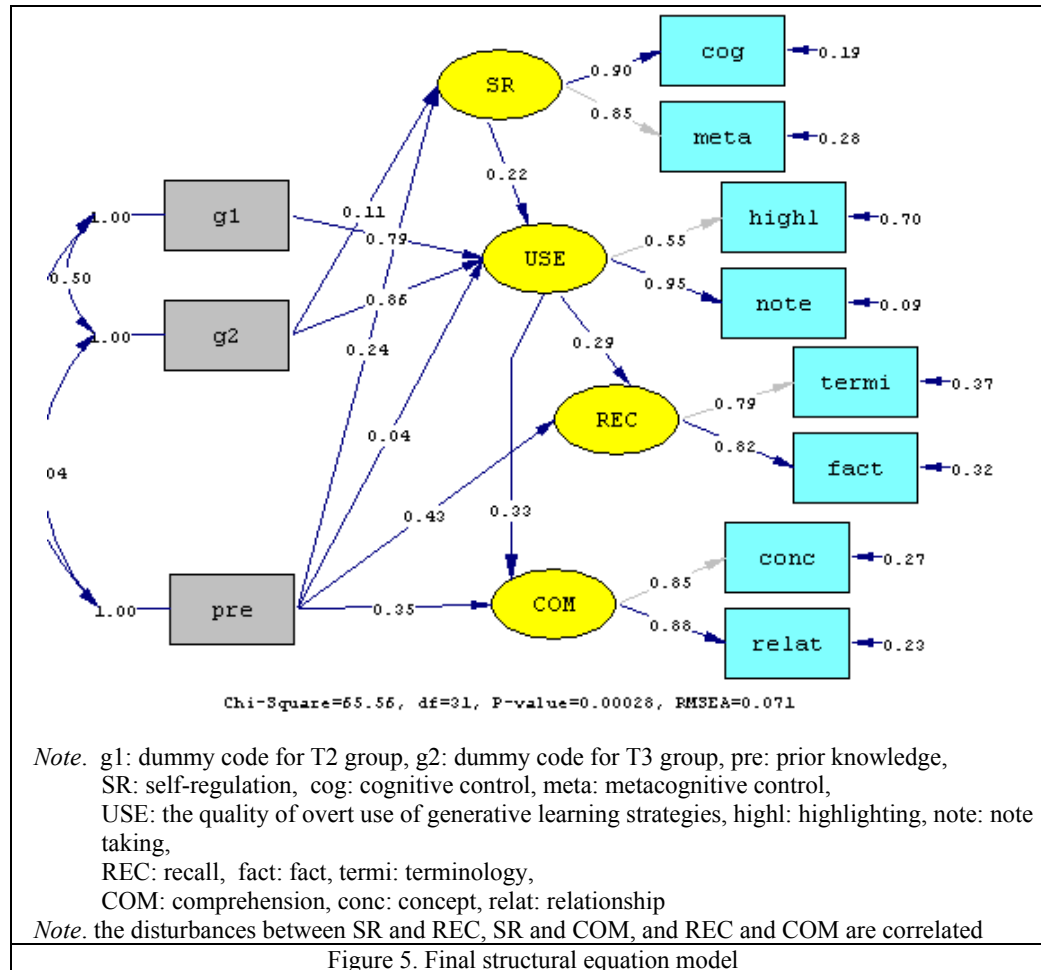 cog
0.19
0.90
SR
0.85
meta
0.28
0.22
g1
1.00
0.11
0.79
highl
0.70
0.55
USE
0.50
0.95
note
0.09
0.86
g2
1.00
0.29
0.24
termi
0.37
0.79
REC
0.82
0.04
fact
0.32
04
0.43
0.33
conc
0.27
0.85
pre
1.00
0.35
COM
0.88
relat
0.23
Chi-Square=65.56, df=31, P-value=0.00028, RMSEA=0.071
Note. g1: dummy code for T2 group, g2: dummy code for T3 group, pre: prior knowledge,
SR: self-regulation, cog: cognitive control, meta: metacognitive control,
USE: the quality of overt use of generative learning strategies, highl: highlighting, note: note
taking,
REC: recall, fact: fact, termi: terminology,
COM: comprehension, conc: concept, relat: relationship
Note. the disturbances between SR and REC, SR and COM, and REC and COM are correlated
Figure 5. Final structural equation model